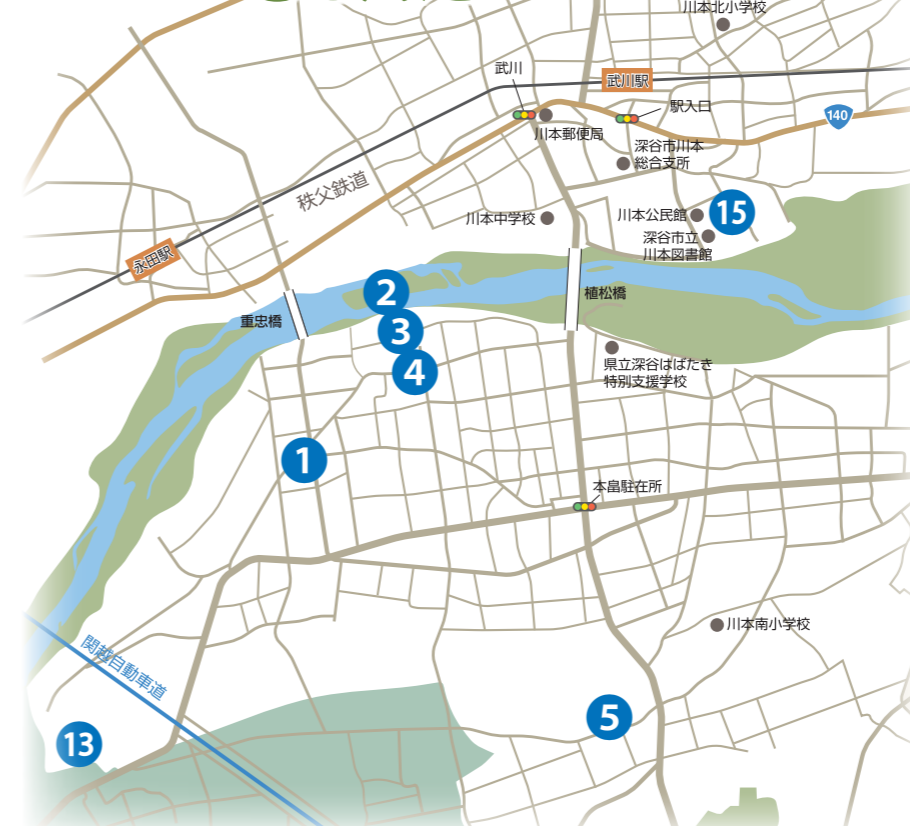 川本北小学校
武川
武川駅
駅入口
140
川本郵便局
深谷市川本
総合支所
秩父鉄道
川本中学校
川本公民館
15
深谷市立
川本図書館
永田駅
2
植松橋
重忠橋
3
4
県立深谷はばたき
特別支援学校
1
本畠駐在所
川本南小学校
関越自動車道
5
13